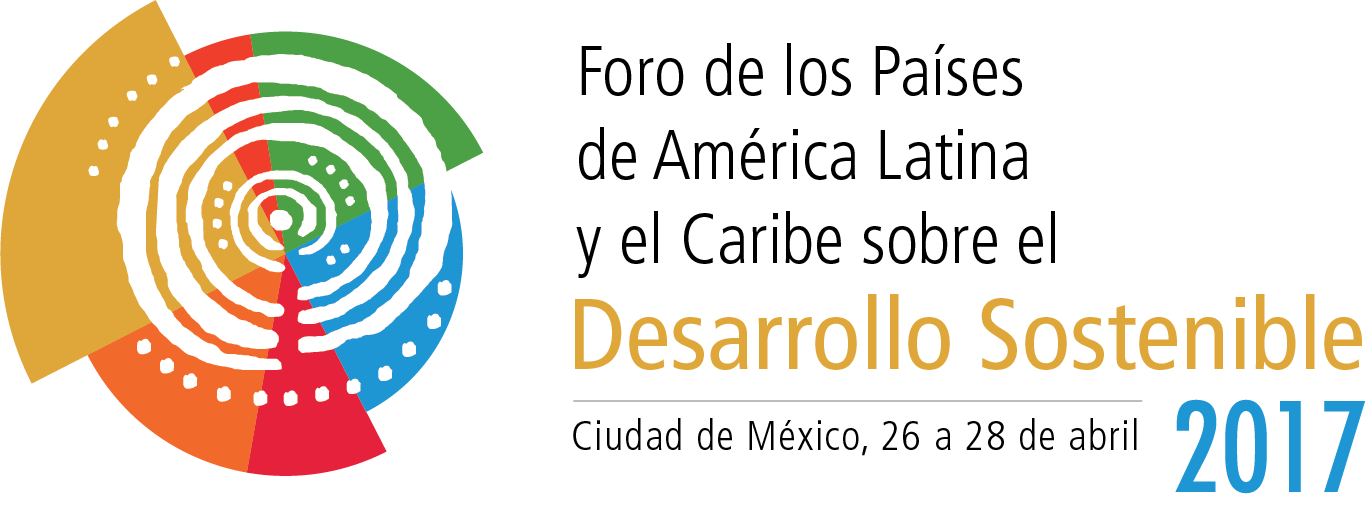 Foro de los Países
de América Latina
y el Caribe sobre el
Desarrollo Sostenible
Ciudad de México, 26 a 28 de abril
2017